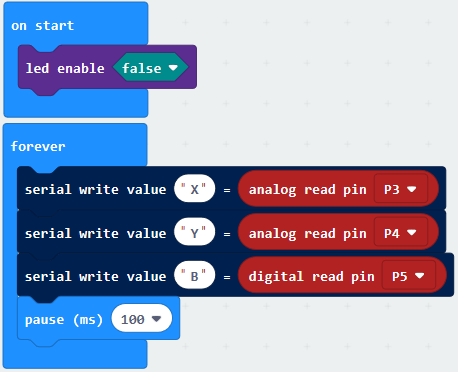 on start
led enable false
forever
serial write value "X" = analog read pin P3
serial write value "Y" = analog read pin P4
serial write value "B" = digital read pin P5
pause (ms) 100